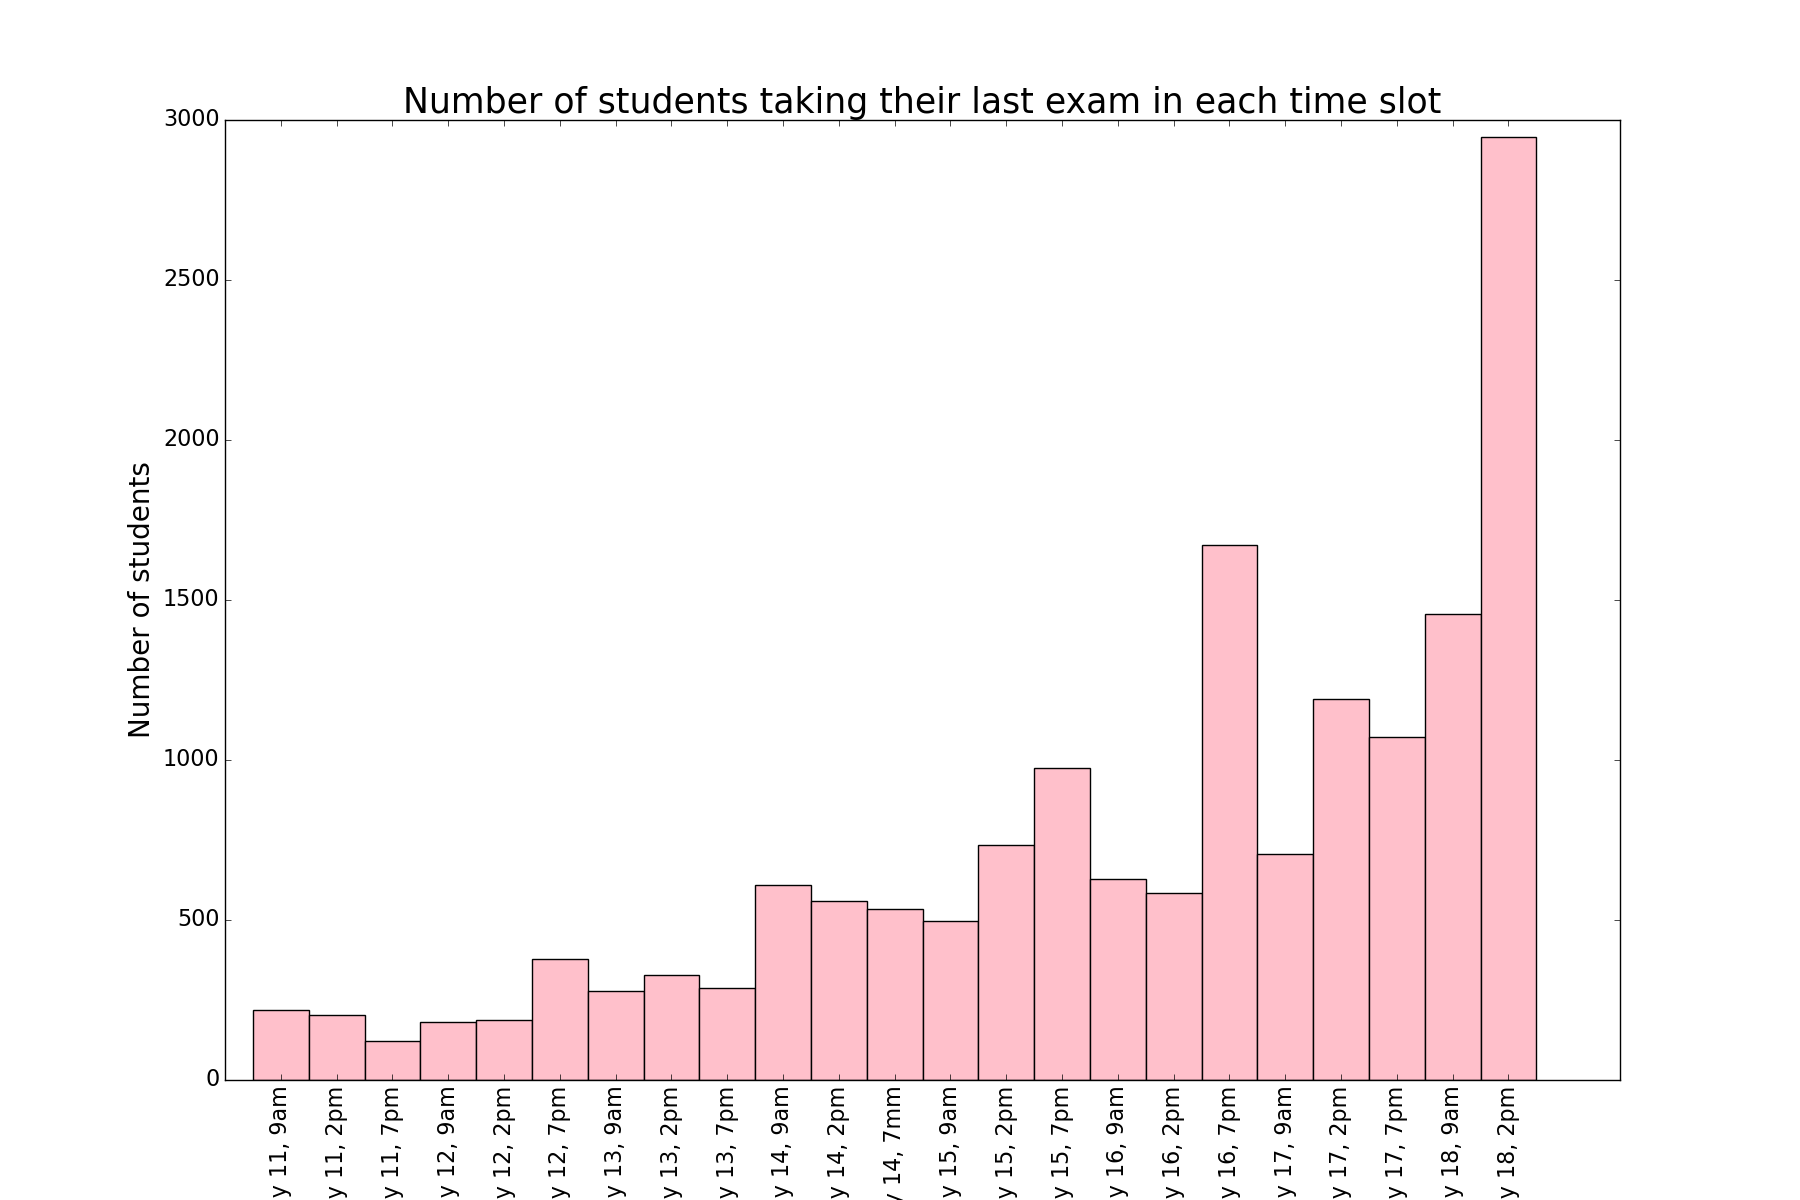 Number of students taking their last exam in each time slot
3000
2500
2000
1500
1000
500
0
Number of students
y 11, 9am
y 11, 2pm
y 11, 7pm
y 12, 9am
y 12, 2pm
y 12, 7pm
y 13, 9am
y 13, 2pm
y 13, 7pm
y 14, 9am
y 14, 2pm
y 14, 7mm
y 15, 9am
y 15, 2pm
y 15, 7pm
y 16, 9am
y 16, 2pm
y 16, 7pm
y 17, 9am
y 17, 2pm
y 17, 7pm
y 18, 9am
y 18, 2pm